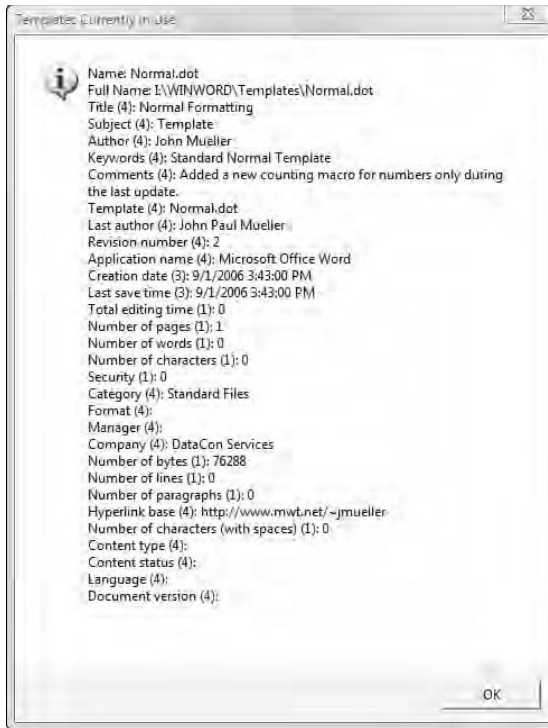 Templates Currently in Use
Name: Normal.dot
Full Name: I:\WINWORD\Templates\Normal.dot
Title (4): Normal Formatting
Subject (4): Template
Author (4): John Mueller
Keywords (4): Standard Normal Template
Comments (4): Added a new counting macro for numbers only during
the last update.
Template (4): Normal.dot
Last author (4): John Paul Mueller
Revision number (4): 2
Application name (4): Microsoft Office Word
Creation date (3): 9/1/2006 3:43:00 PM
Last save time (3): 9/1/2006 3:43:00 PM
Total editing time (1): 0
Number of pages (1): 1
Number of words (1): 0
Number of characters (1): 0
Security (1): 0
Category (4): Standard Files
Format (4):
Manager (4):
Company (4): DataCon Services
Number of bytes (1): 76288
Number of lines (1): 0
Number of paragraphs (1): 0
Hyperlink base (4): http://www.mwt.net/~jmueller
Number of characters (with spaces) (1): 0
Content type (4):
Content status (4):
Language (4):
Document version (4):
OK